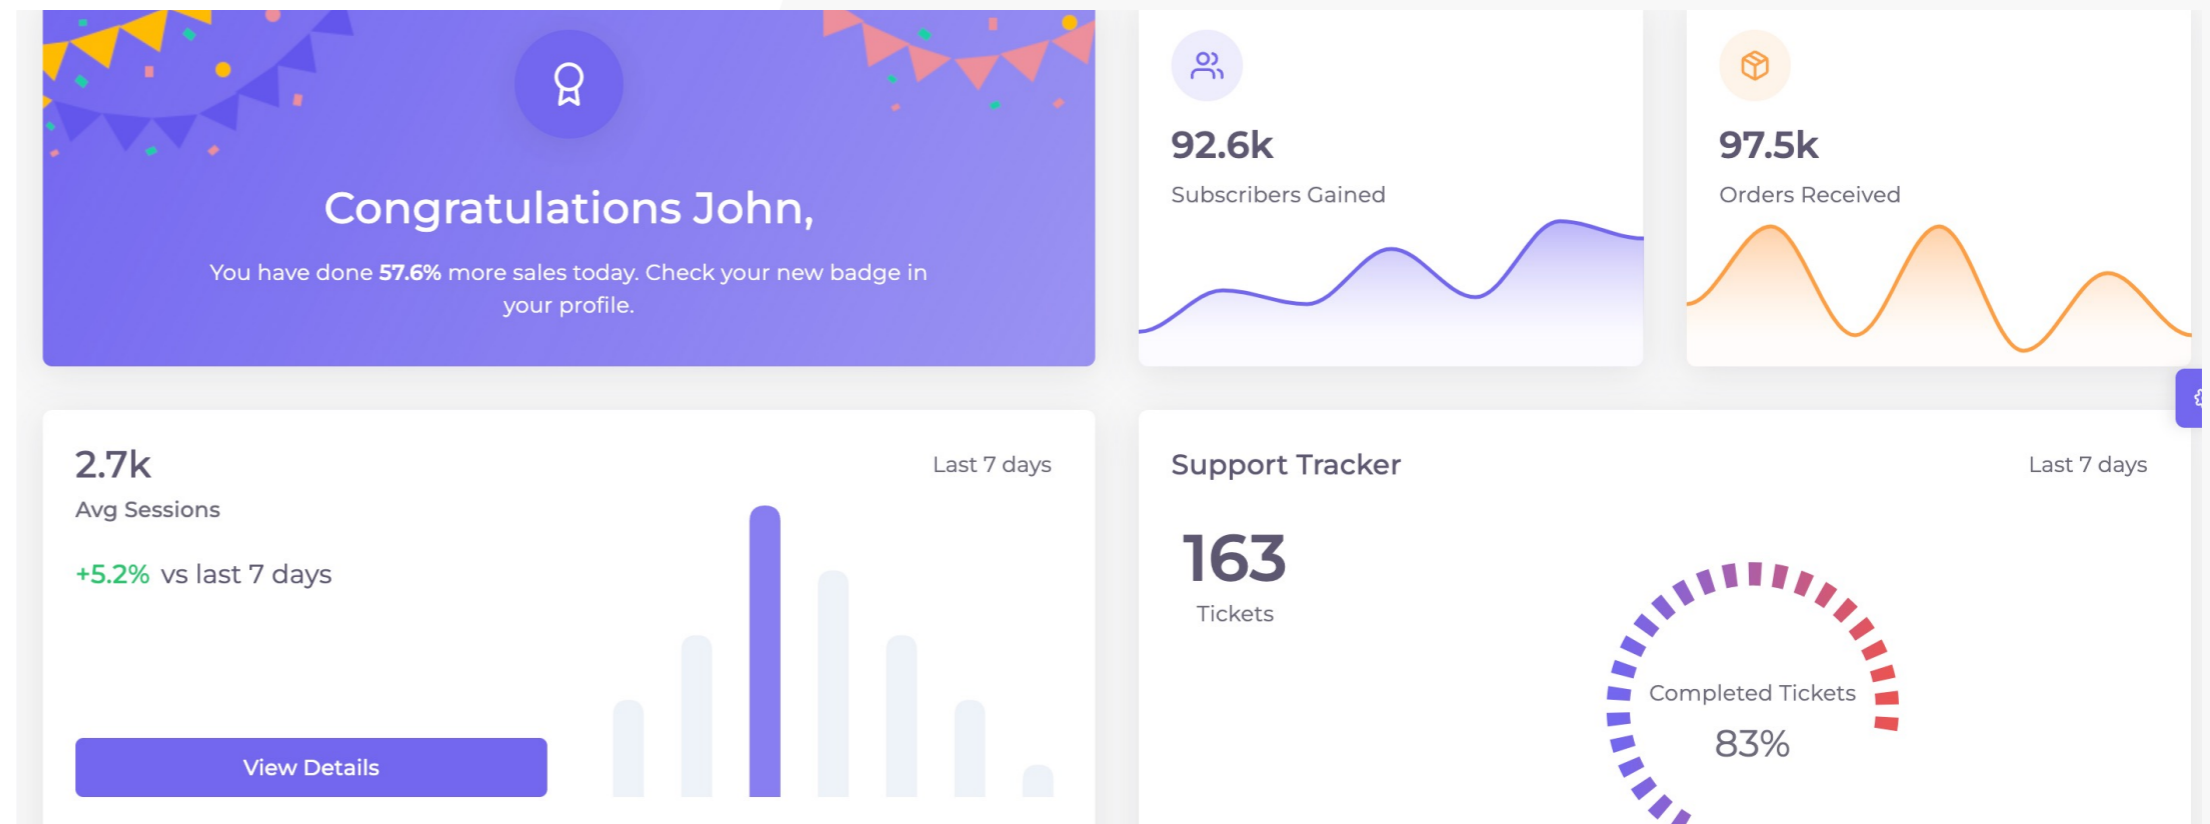 Congratulations John,
You have done 57.6% more sales today. Check your new badge in
your profile.
92.6k
Subscribers Gained
97.5k
Orders Received
2.7k
Last 7 days
Avg Sessions
+5.2% vs last 7 days
View Details
Support Tracker
Last 7 days
163
Tickets
Completed Tickets
83%